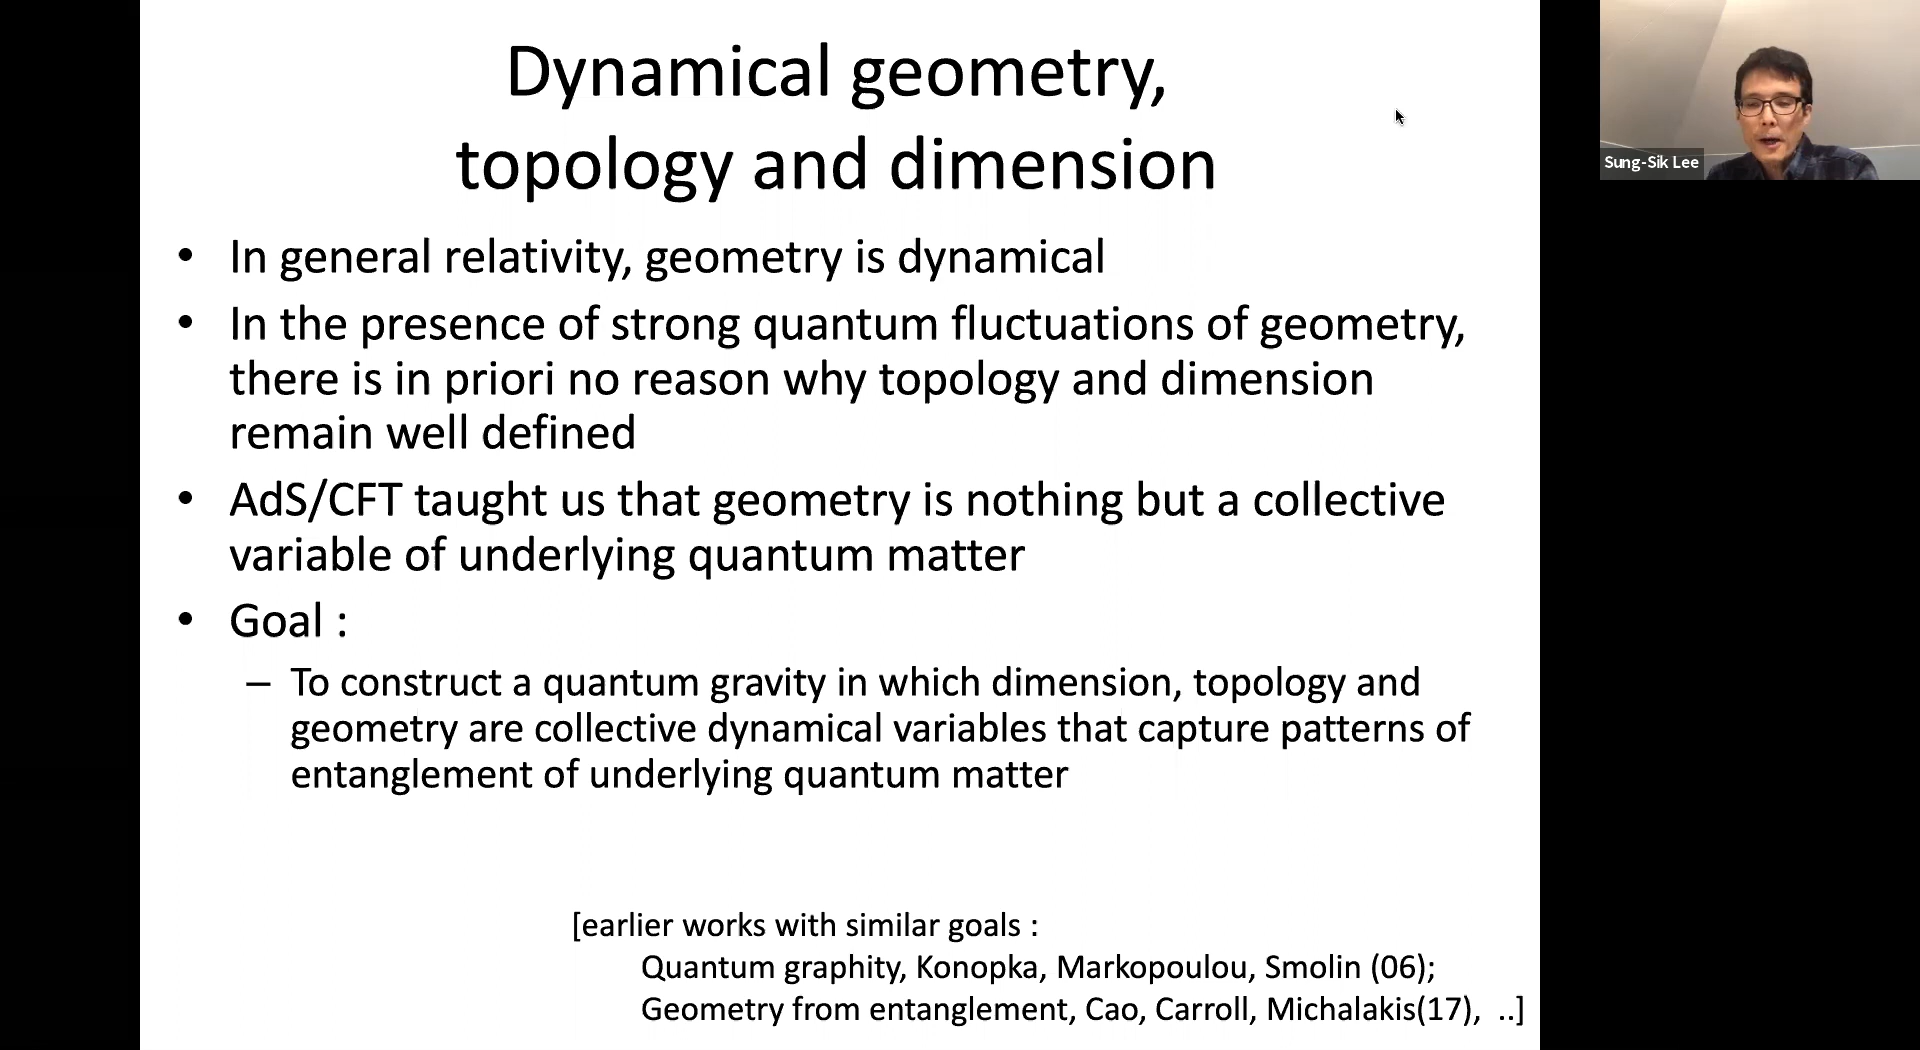 Dynamical geometry,
topology and dimension
• In general relativity, geometry is dynamical
• In the presence of strong quantum fluctuations of geometry,
there is in priori no reason why topology and dimension
remain well defined
• AdS/CFT taught us that geometry is nothing but a collective
variable of underlying quantum matter
• Goal :
– To construct a quantum gravity in which dimension, topology and
geometry are collective dynamical variables that capture patterns of
entanglement of underlying quantum matter
[earlier works with similar goals :
Quantum graphity, Konopka, Markopoulou, Smolin (06);
Geometry from entanglement, Cao, Carroll, Michalakis(17), ..]
Sung-Sik Lee